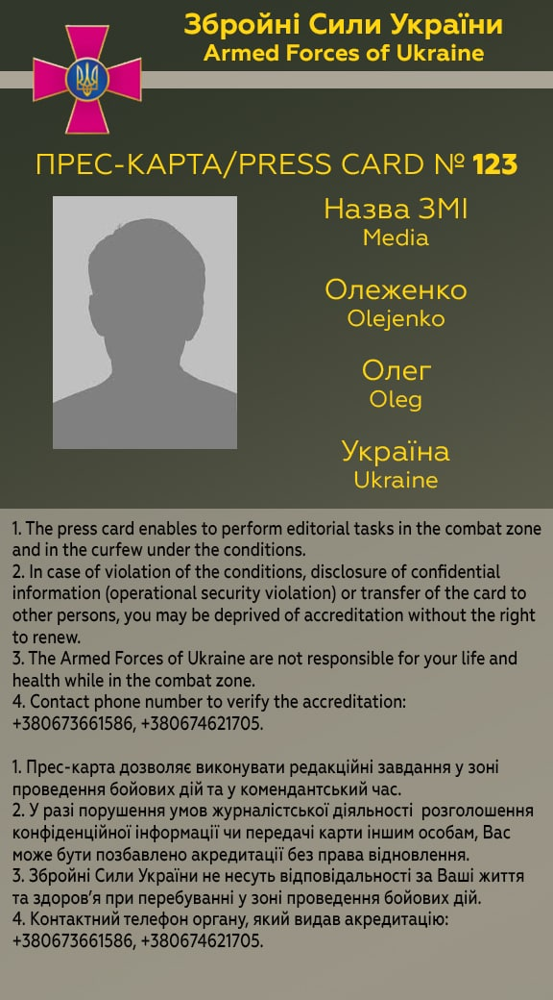 Збройні Сили України
Armed Forces of Ukraine
ПРЕС-КАРТА/PRESS CARD № 123
Назва ЗМІ
Media
Олеженко
Olejenko
Олег
Oleg
Україна
Ukraine
1. The press card enables to perform editorial tasks in the combat zone
and in the curfew under the conditions.
2. In case of violation of the conditions, disclosure of confidential
information (operational security violation) or transfer of the card to
other persons, you may be deprived of accreditation without the right
to renew.
3. The Armed Forces of Ukraine are not responsible for your life and
health while in the combat zone.
4. Contact phone number to verify the accreditation:
+380673661586, +380674621705.
1. Прес-карта дозволяє виконувати редакційні завдання у зоні
проведення бойових дій та у комендантський час.
2. У разі порушення умов журналістської діяльності розголошення
конфіденційної інформації чи передачі карти іншим особам, Вас
може бути позбавлено акредитації без права відновлення.
3. Збройні Сили України не несуть відповідальності за Ваші життя
та здоров’я при перебуванні у зоні проведення бойових дій.
4. Контактний телефон органу, який видав акредитацію:
+380673661586, +380674621705.